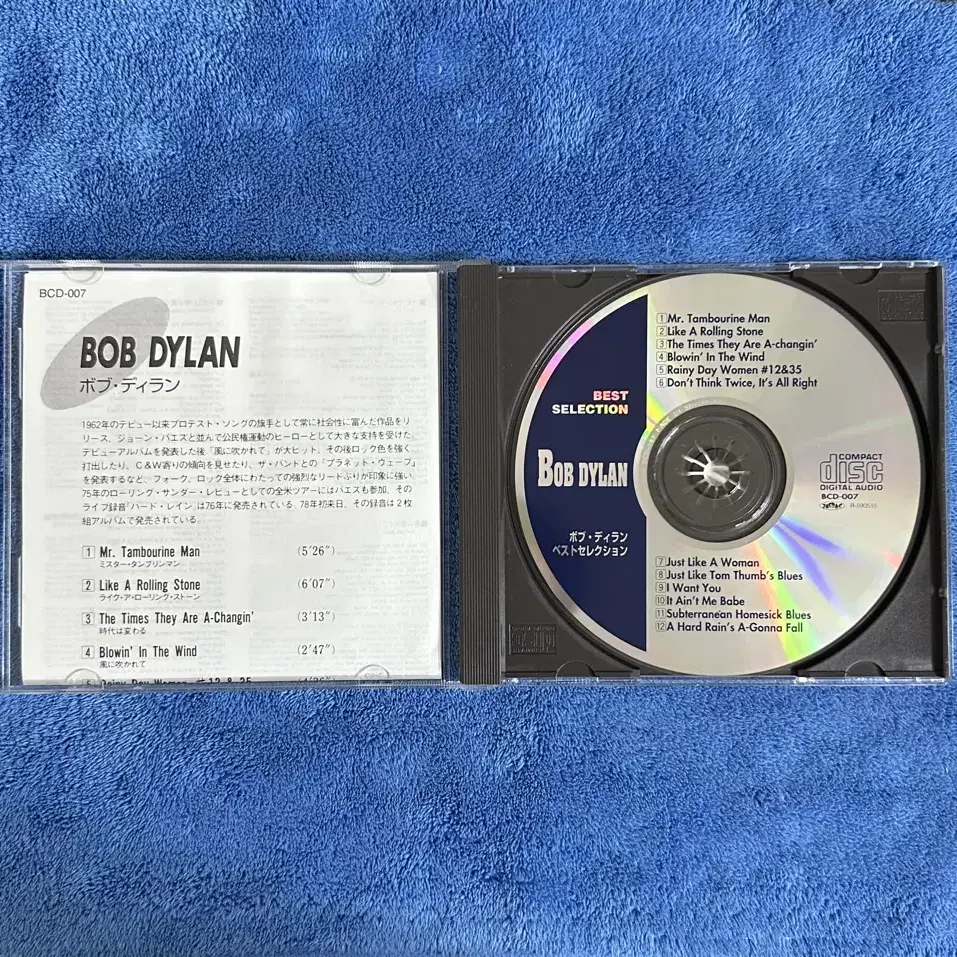 BCD-007
BOB DYLAN
ボブ・ディラン
1962年のデビュー以来プロテスト・ソングの旗手として常に社会性に富んだ作品をリ
リース、ジョーン・バエスと並んで公民権運動のヒーローとして大きな支持を受けた。
デビューアルバムを発表した後「風に吹かれて」が大ヒット、その後ロック色を強く
打出したり、C&W寄りの傾向を見せたり、ザ・バンドとの「プラネット・ウェーブ」
を発表するなど、フォーク、ロック全体にわたっての強烈なリードぶりが印象に強い。
75年のローリング・サンダー・レビューとしての全米ツアーにはバエスも参加、その
ライブ録音「ハード・レイン」は76年に発売されている。78年初来日、その録音は2枚
組アルバムで発売されている。
1 Mr. Tambourine Man (5'26")
ミスター・タンブリンマン
2 Like A Rolling Stone (6'07")
ライク・ア・ローリング・ストーン
3 The Times They Are A-Changin' (3'13")
時代は変わる
4 Blowin' In The Wind (2'47")
風に吹かれて
5 Rainy Day Women #12 & 35
1 Mr. Tambourine Man
2 Like A Rolling Stone
3 The Times They Are A-changin'
4 Blowin' In The Wind
5 Rainy Day Women #12&35
6 Don't Think Twice, It's All Right
BEST
SELECTION
BOB DYLAN
COMPACT
disc
DIGITAL AUDIO
BCD-007
ボブ・ディラン
ベストセレクション
7 Just Like A Woman
8 Just Like Tom Thumb's Blues
9 I Want You
10 It Ain't Me Babe
11 Subterranean Homesick Blues
12 A Hard Rain's A-Gonna Fall